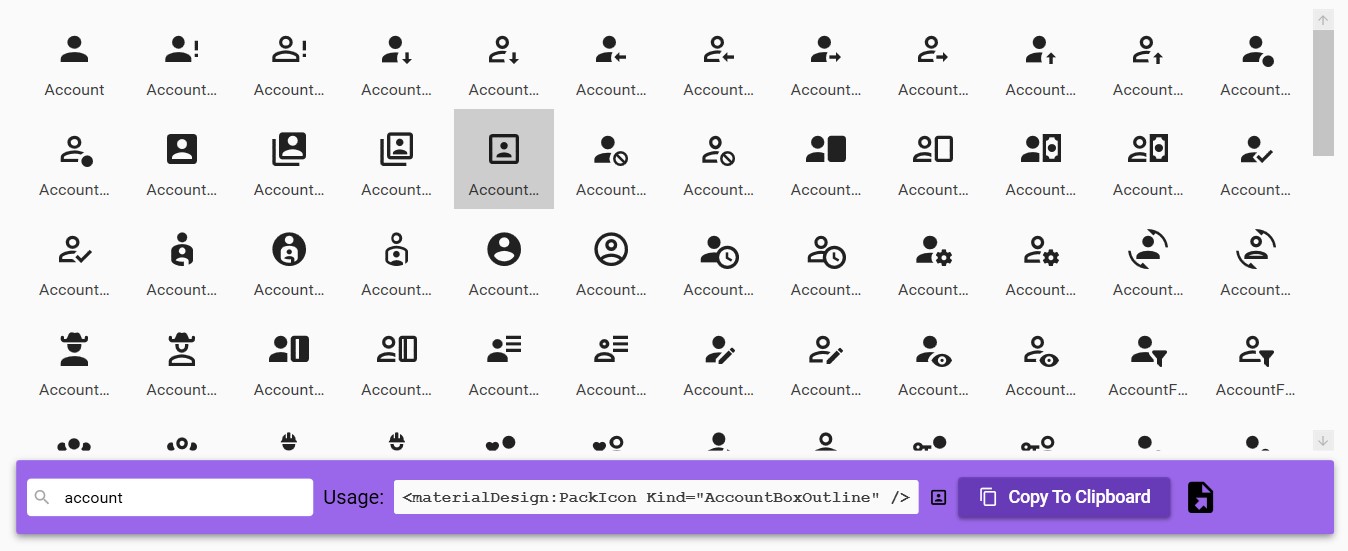 Account Account... Account... Account... Account... Account... Account... Account... Account... Account... Account... Account...
Account... Account... Account... Account... Account... Account... Account... Account... Account... Account... Account... Account...
Account... Account... Account... Account... Account... Account... Account... Account... Account... Account... Account... Account...
Account... Account... Account... Account... Account... Account... Account... Account... Account... Account... AccountF... AccountF...
account Usage: <materialDesign:PackIcon Kind="AccountBoxOutline" /> Copy To Clipboard